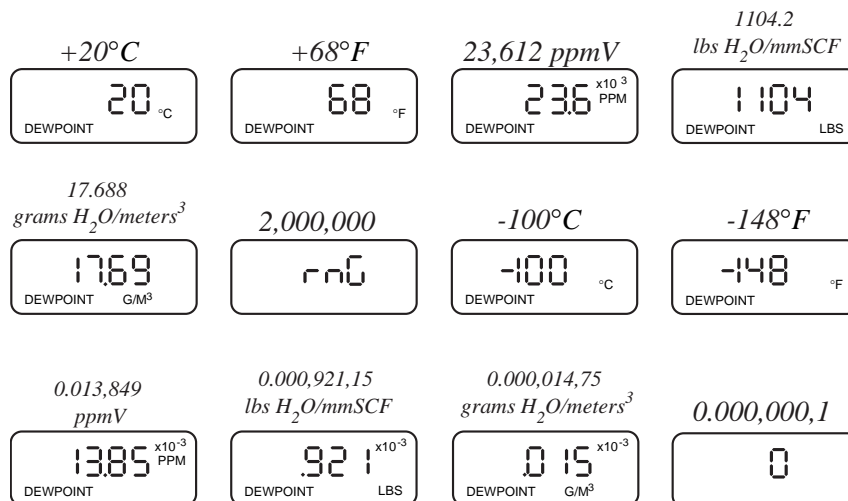 +20°C
20 °C
DEWPOINT
+68°F
68 °F
DEWPOINT
23,612 ppmV
23.6 x10 3 PPM
DEWPOINT
1104.2
lbs H2O/mmSCF
1104
DEWPOINT LBS
17.688
grams H2O/meters3
17.69
DEWPOINT G/M3
2,000,000
rnG
-100°C
-100 °C
DEWPOINT
-148°F
-148 °F
DEWPOINT
0.013,849
ppmV
13.85 x10-3 PPM
DEWPOINT
0.000,921,15
lbs H2O/mmSCF
.921 x10-3
DEWPOINT LBS
0.000,014,75
grams H2O/meters3
.015 x10-3
DEWPOINT G/M3
0.000,000,1
0